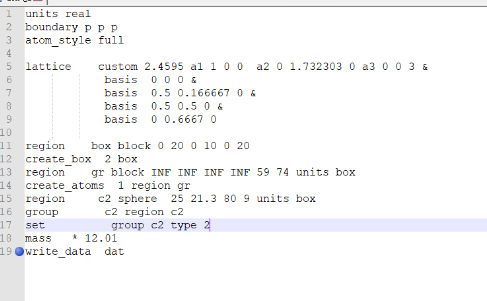 1 units real
2 boundary p p p
3 atom_style full
4
5 lattice    custom 2.4595 a1 1 0 0  a2 0 1.732303 0 a3 0 0 3 &
6            basis  0 0 0 &
7            basis  0.5 0.166667 0 &
8            basis  0.5 0.5 0 &
9            basis  0 0.6667 0
10
11 region    box block 0 20 0 10 0 20
12 create_box  2 box
13 region    gr block INF INF INF INF 59 74 units box
14 create_atoms  1 region gr
15 region     c2 sphere  25 21.3 80 9 units box
16 group       c2 region c2
17 set          group c2 type 2
18 mass   * 12.01
19 write_data  dat